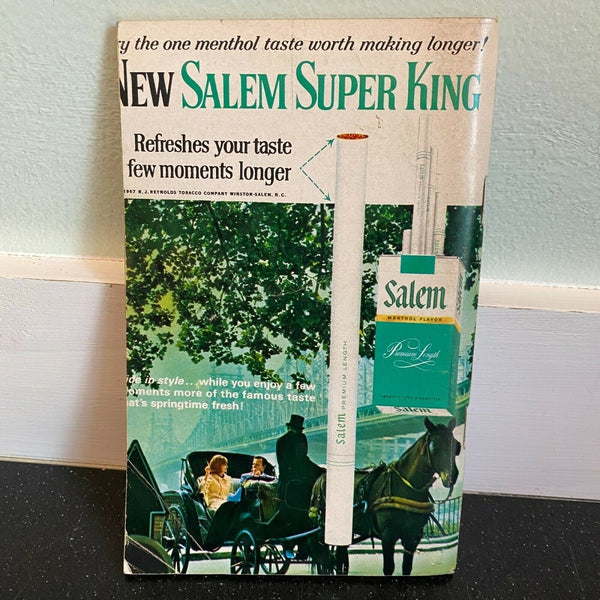 y the one menthol taste worth making longer!
NEW SALEM SUPER KING
Refreshes your taste
few moments longer
1967 R. J. REYNOLDS TOBACCO COMPANY WINSTON-SALEM, N. C.
Salem
MENTHOL FLAVOR
Premium Length
Salem
ide in style... while you enjoy a few
oments more of the famous taste
at's springtime fresh!
Salem PREMIUM LENGTH